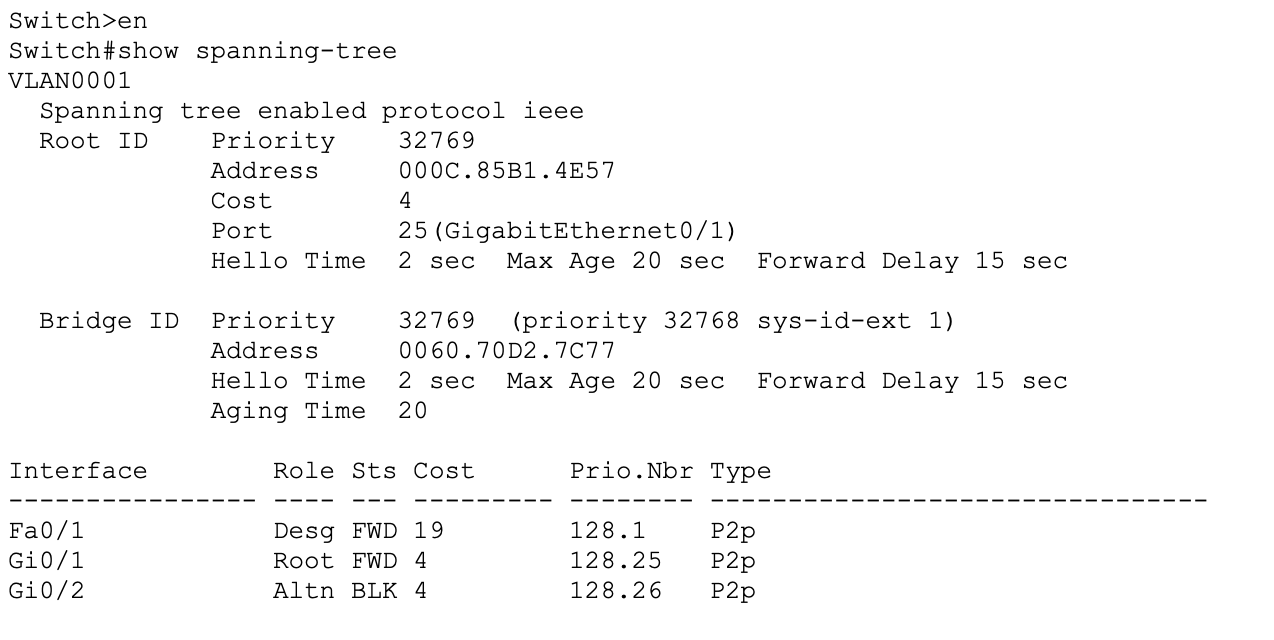 Switch>en
Switch#show spanning-tree
VLAN0001
  Spanning tree enabled protocol ieee
  Root ID    Priority    32769
             Address     000C.85B1.4E57
             Cost        4
             Port        25(GigabitEthernet0/1)
             Hello Time  2 sec  Max Age 20 sec  Forward Delay 15 sec

  Bridge ID  Priority    32769  (priority 32768 sys-id-ext 1)
             Address     0060.70D2.7C77
             Hello Time  2 sec  Max Age 20 sec  Forward Delay 15 sec
             Aging Time  20

Interface        Role Sts Cost      Prio.Nbr Type
---------------- ---- --- --------- -------- --------------------------------
Fa0/1            Desg FWD 19        128.1    P2p
Gi0/1            Root FWD 4         128.25   P2p
Gi0/2            Altn BLK 4         128.26   P2p